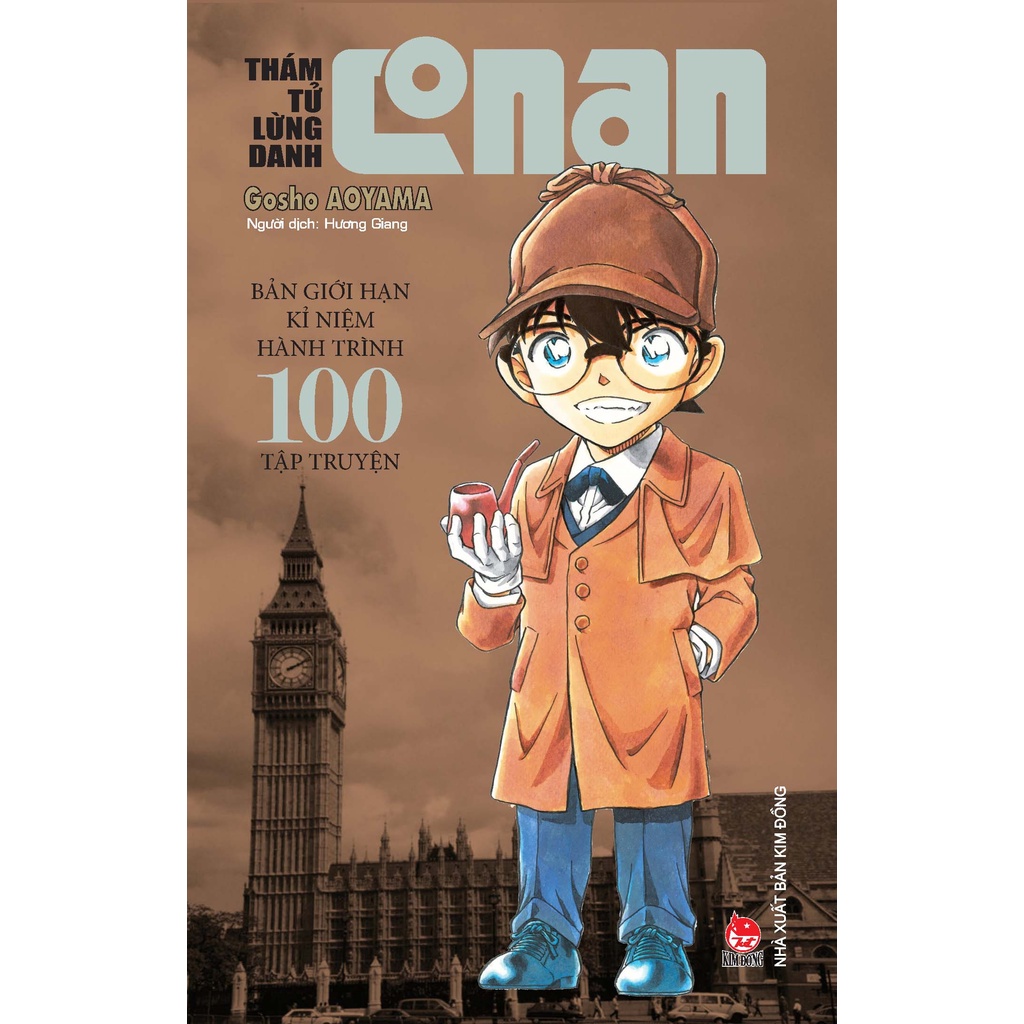 THÁM
TỬ
LỪNG
DANH
Conan
Gosho AOYAMA
Người dịch: Hương Giang
BẢN GIỚI HẠN
KỈ NIỆM
HÀNH TRÌNH
100
TẬP TRUYỆN
NHÀ XUẤT BẢN KIM ĐỒNG
KIM ĐỒNG